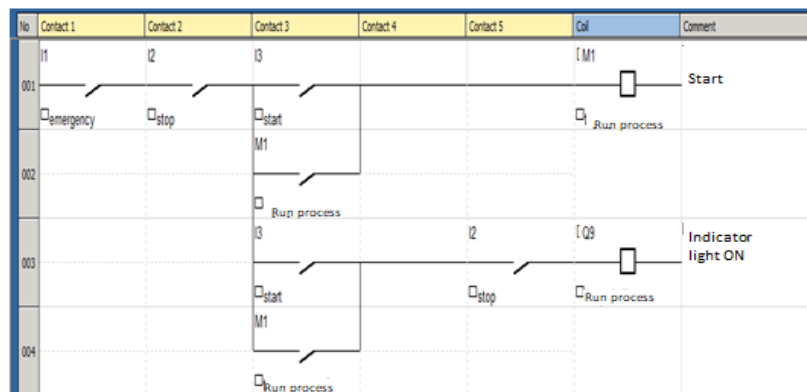 No Contact 1 Contact 2 Contact 3 Contact 4 Contact 5 Coil Comment
I1 I2 I3 [ M1
001 Start
emergency stop start Run process
M1
002
Run process
I3 I2 [ Q9 Indicator
003 light ON
start stop Run process
M1
004
Run process